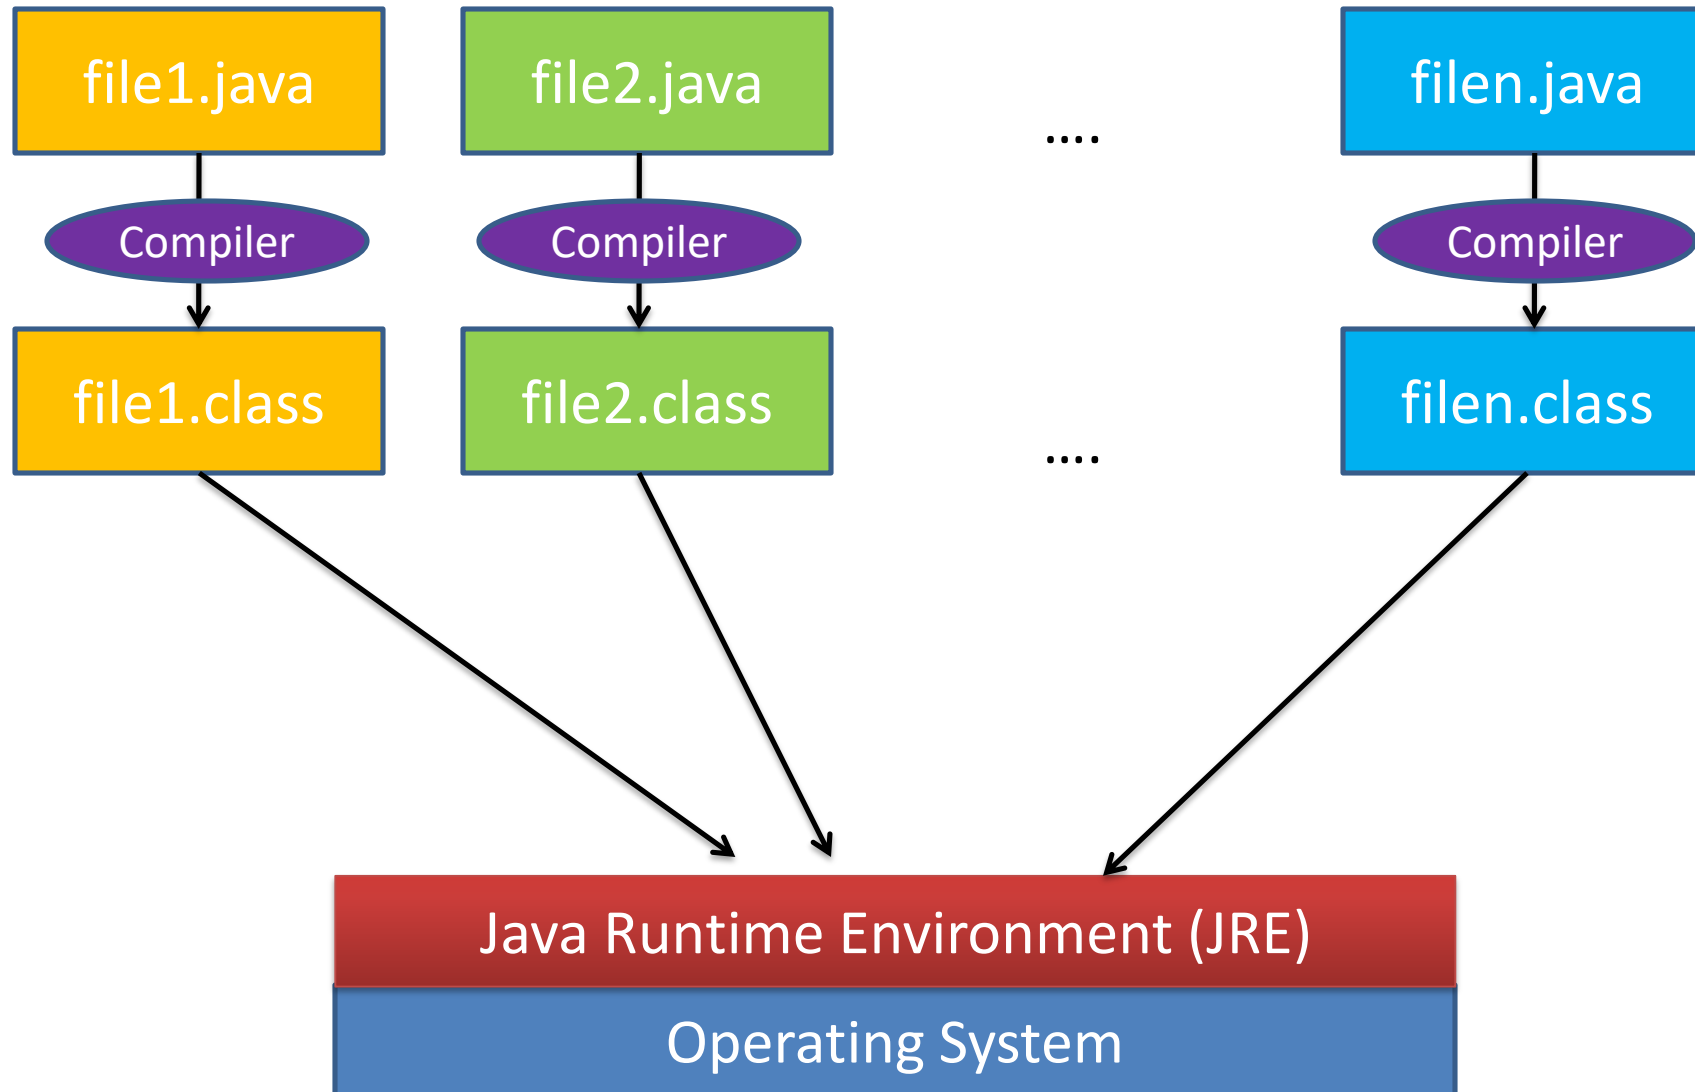 file1.java
file2.java
....
filen.java
Compiler
Compiler
Compiler
file1.class
file2.class
....
filen.class
Java Runtime Environment (JRE)
Operating System